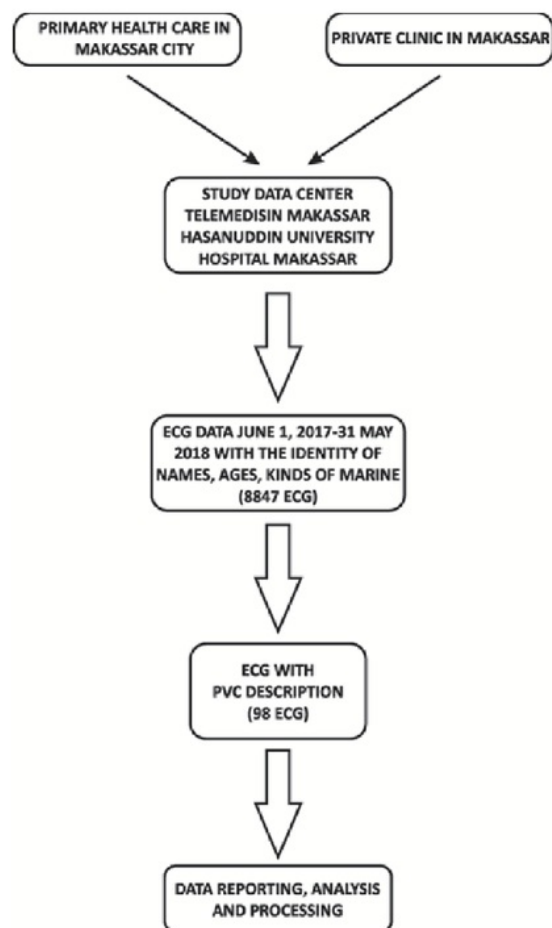 PRIMARY HEALTH CARE IN
MAKASSAR CITY
PRIVATE CLINIC IN MAKASSAR
STUDY DATA CENTER
TELEMEDISIN MAKASSAR
HASANUDDIN UNIVERSITY
HOSPITAL MAKASSAR
ECG DATA JUNE 1, 2017-31 MAY
2018 WITH THE IDENTITY OF
NAMES, AGES, KINDS OF MARINE
(8847 ECG)
ECG WITH
PVC DESCRIPTION
(98 ECG)
DATA REPORTING, ANALYSIS
AND PROCESSING